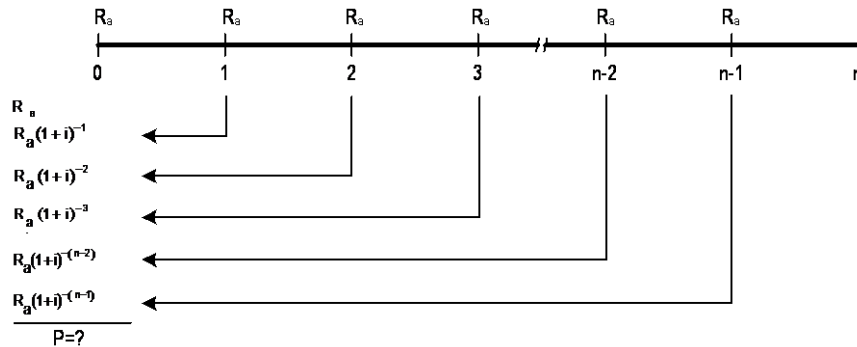 Rₐ Rₐ Rₐ Rₐ Rₐ Rₐ
0 1 2 3 n-2 n-1 n
Rₐ
Rₐ(1+i)⁻¹
Rₐ(1+i)⁻²
Rₐ(1+i)⁻³
Rₐ(1+i)⁻⁽ⁿ⁻²⁾
Rₐ(1+i)⁻⁽ⁿ⁻¹⁾
P=?